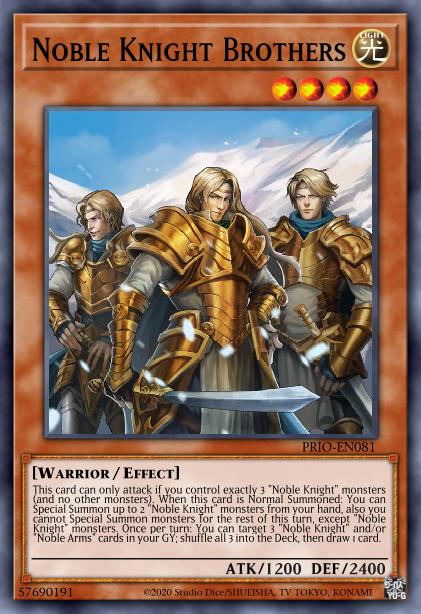 NOBLE KNIGHT BROTHERS
LIGHT
光
PRIO-EN081
[WARRIOR / EFFECT]
This card can only attack if you control exactly 3 "Noble Knight" monsters
(and no other monsters). When this card is Normal Summoned: You can
Special Summon up to 2 "Noble Knight" monsters from your hand, also you
cannot Special Summon monsters for the rest of this turn, except "Noble
Knight" monsters. Once per turn: You can target 3 "Noble Knight" and/or
"Noble Arms" cards in your GY; shuffle all 3 into the Deck, then draw 1 card.
ATK/1200 DEF/2400
57690191
©2020 Studio Dice/SHUEISHA, TV TOKYO, KONAMI